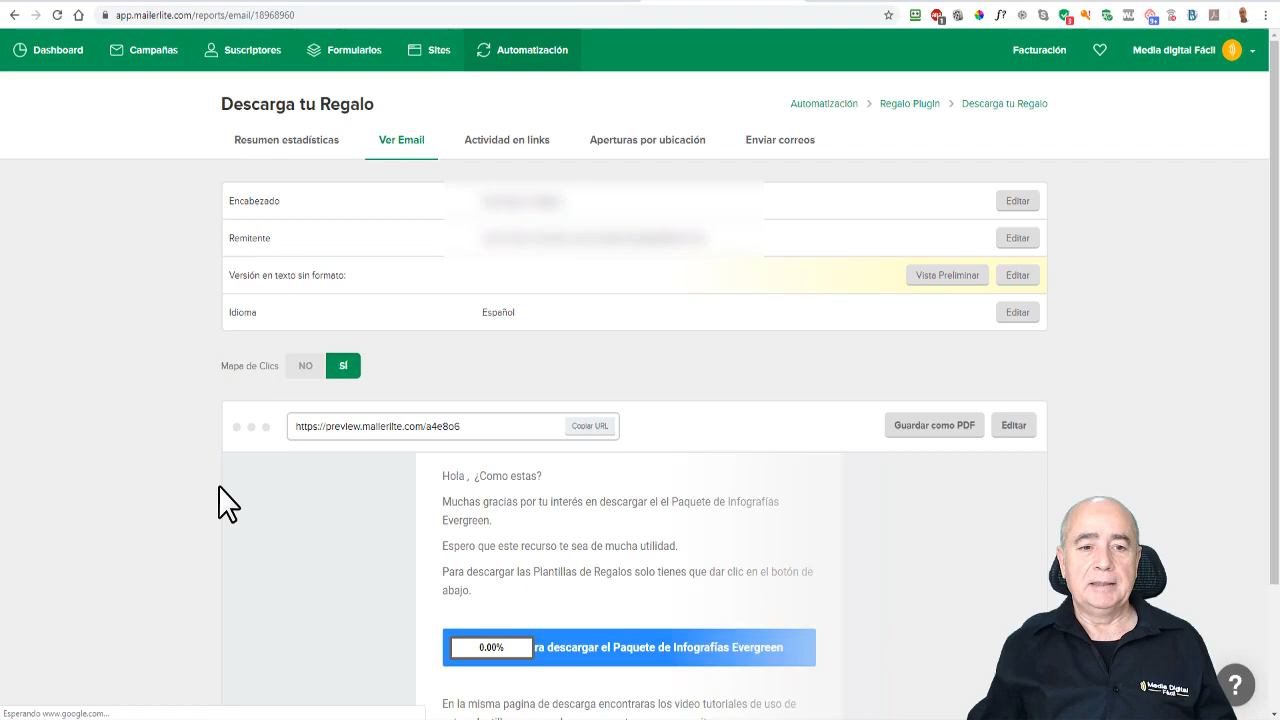 app.mailerlite.com/reports/email/18968960
Dashboard
Campañas
Suscriptores
Formularios
Sites
Automatización
Facturación
Media digital Fácil
Descarga tu Regalo
Automatización > Regalo Plugin > Descarga tu Regalo
Resumen estadísticas
Ver Email
Actividad en links
Aperturas por ubicación
Enviar correos
Encabezado
Editar
Remitente
Editar
Versión en texto sin formato:
Vista Preliminar
Editar
Idioma
Español
Editar
Mapa de Clics
NO
SÍ
https://preview.mailerlite.com/a4e8o6
Copiar URL
Guardar como PDF
Editar
Hola , ¿Como estas?
Muchas gracias por tu interés en descargar el el Paquete de Infografías
Evergreen.
Espero que este recurso te sea de mucha utilidad.
Para descargar las Plantillas de Regalos solo tienes que dar clic en el botón de
abajo.
0.00%
ra descargar el Paquete de Infografías Evergreen
En la misma pagina de descarga encontraras los video tutoriales de uso de
Media Digital
Fácil
?
Esperando www.google.com...